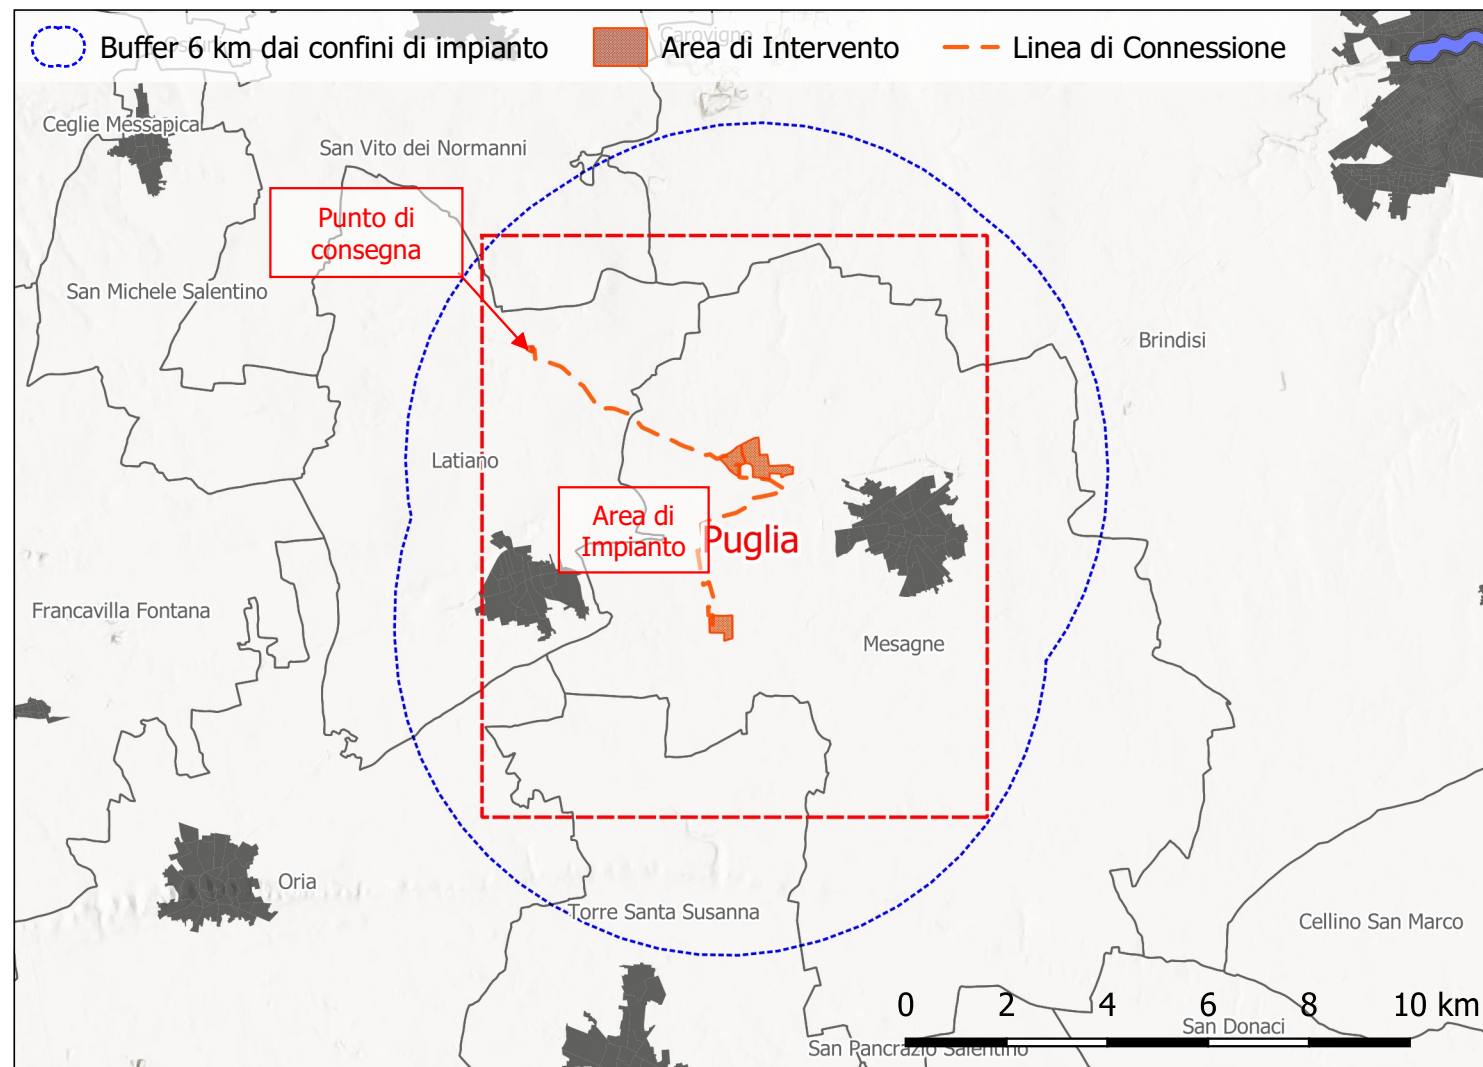 Buffer 6 km dai confini di impianto
Area di Intervento
Linea di Connessione
Ostuni
Carovigno
Ceglie Messapica
San Vito dei Normanni
Punto di
consegna
San Michele Salentino
Brindisi
Latiano
Area di
Impianto
Puglia
Francavilla Fontana
Mesagne
Oria
Torre Santa Susanna
Cellino San Marco
0 2 4 6 8 10 km
San Donaci
San Pancrazio Salentino